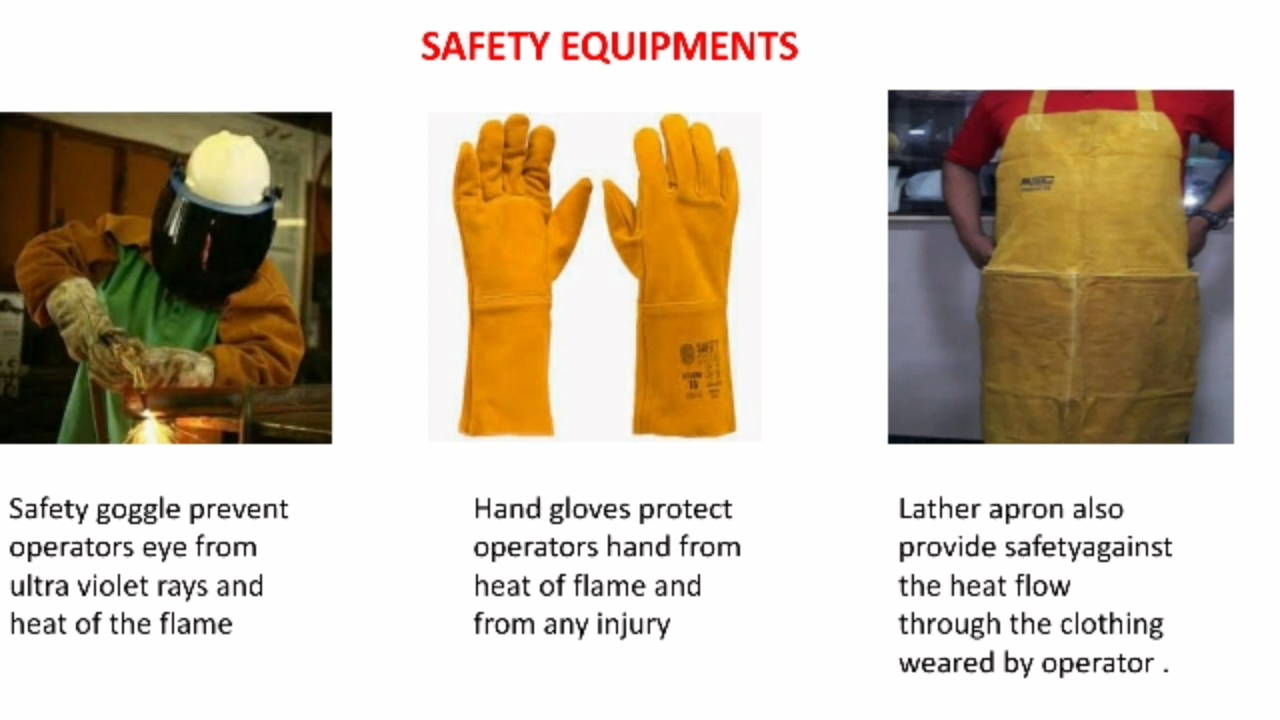 SAFETY EQUIPMENTS
Safety goggle prevent
operators eye from
ultra violet rays and
heat of the flame
Hand gloves protect
operators hand from
heat of flame and
from any injury
Lather apron also
provide safetyagainst
the heat flow
through the clothing
weared by operator .